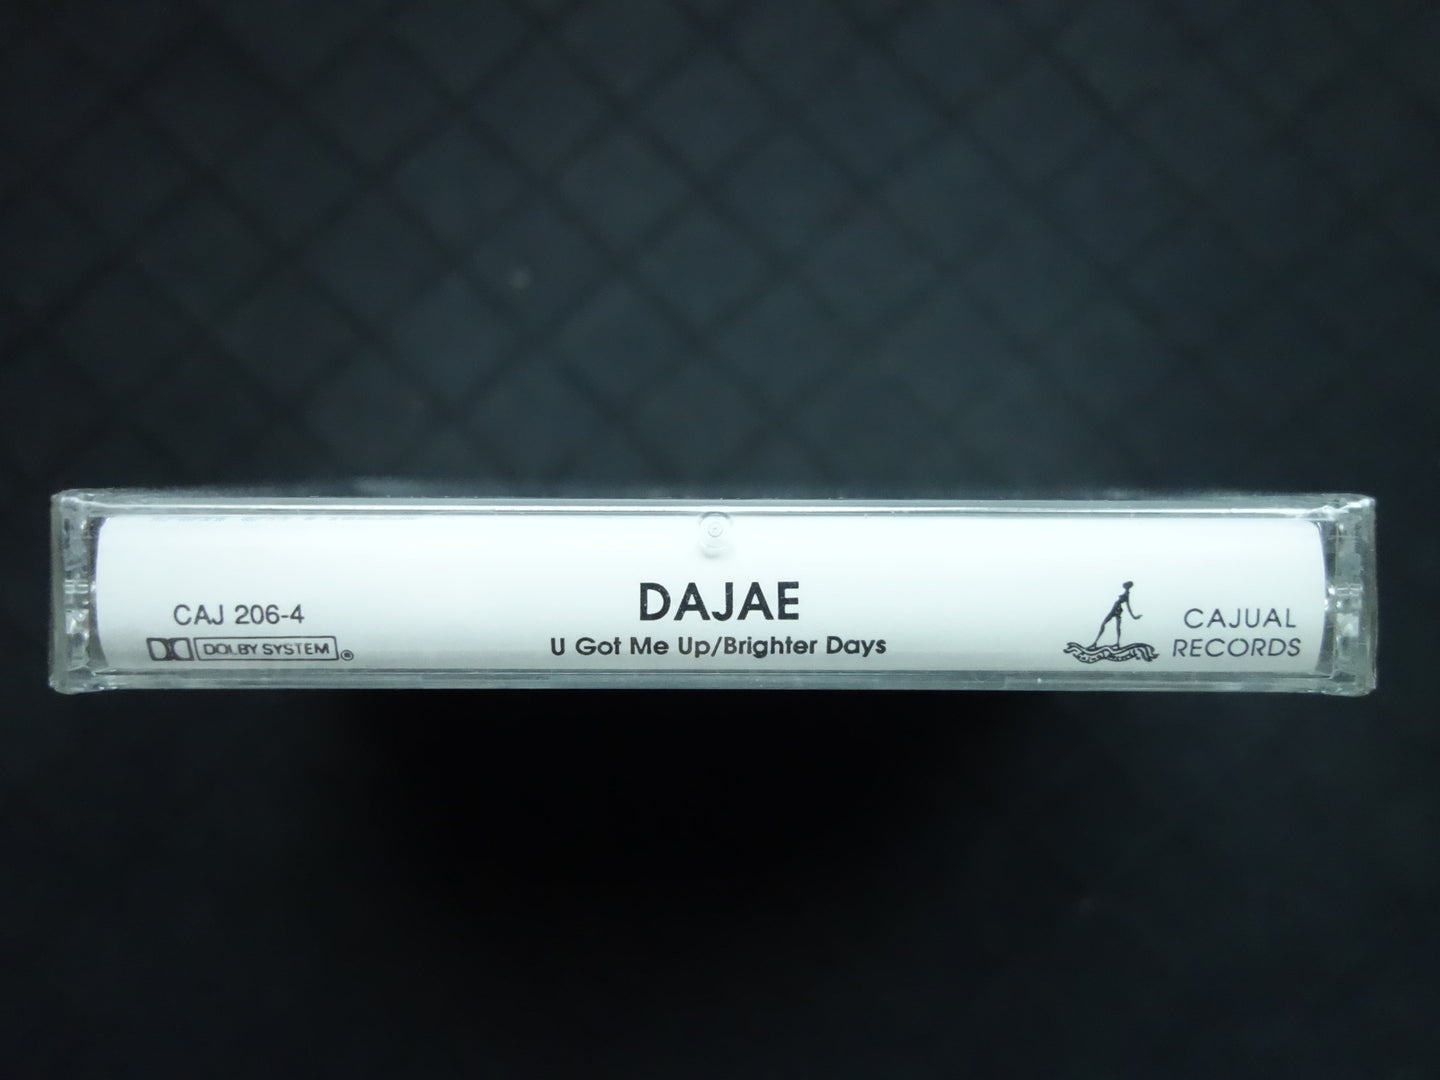 DAJAE
U Got Me Up/Brighter Days
CAJ 206-4
DOLBY SYSTEM®
CAJUAL
RECORDS